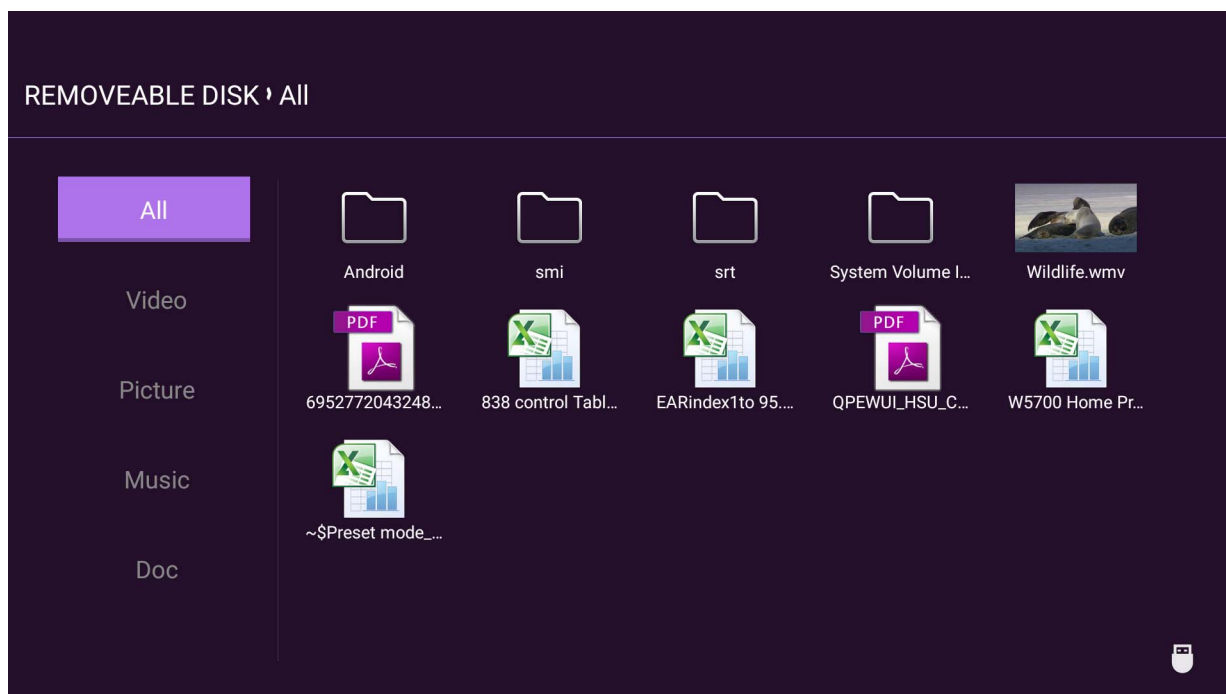 REMOVEABLE DISK All
All
Video
Picture
Music
Doc
Android
smi
srt
System Volume I...
Wildlife.wmv
PDF
PDF
6952772043248...
838 control Tabl...
EARindex1to 95....
QPEWUI_HSU_C...
W5700 Home Pr...
~$Preset mode_...